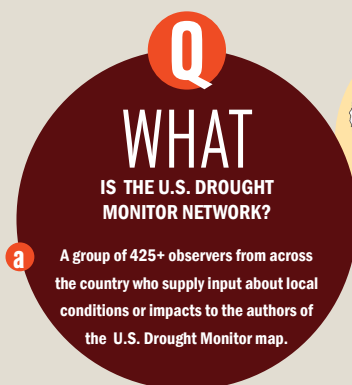 Q
WHAT
IS THE U.S. DROUGHT
MONITOR NETWORK?
a
A group of 425+ observers from across
the country who supply input about local
conditions or impacts to the authors of
the U.S. Drought Monitor map.